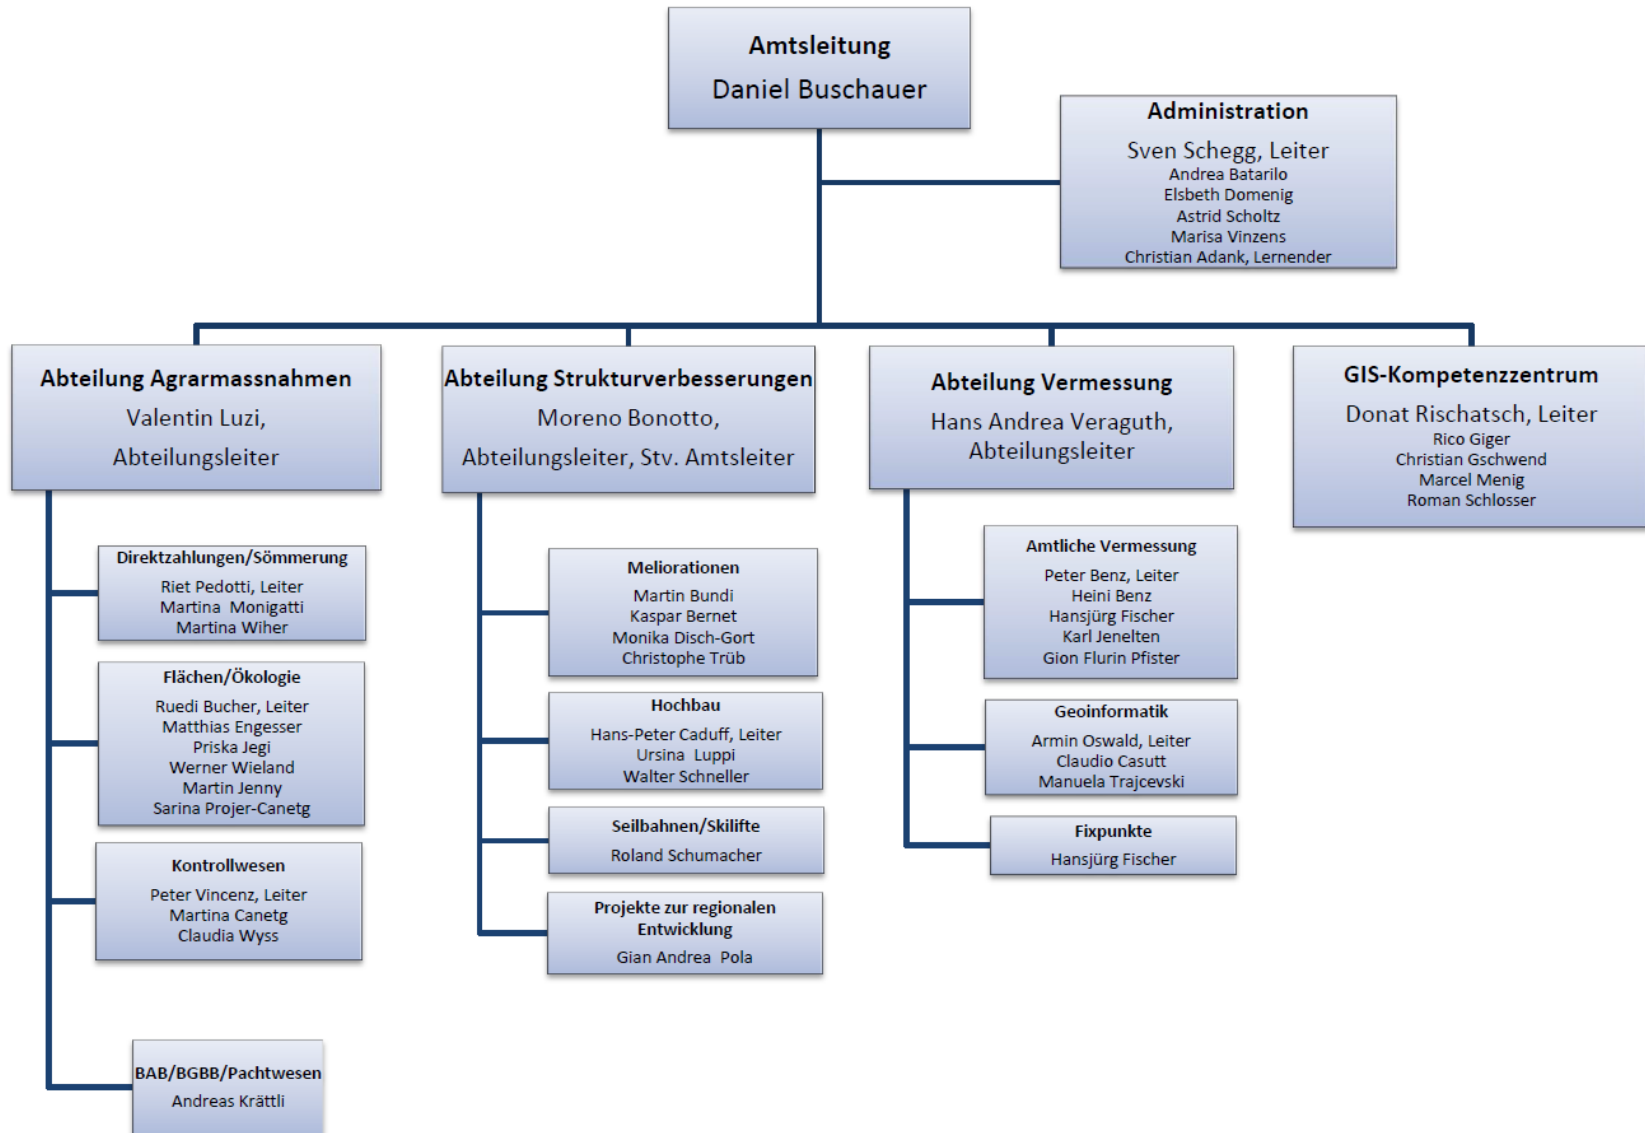 Amtsleitung
Daniel Buschauer
Administration
Sven Schegg, Leiter
Andrea Batarilo
Elsbeth Domenig
Astrid Scholtz
Marisa Vinzens
Christian Adank, Lernender
Abteilung Agrarmassnahmen
Valentin Luzi,
Abteilungsleiter
Direktzahlungen/Sömmerung
Riet Pedotti, Leiter
Martina Monigatti
Martina Wiher
Flächen/Ökologie
Ruedi Bucher, Leiter
Matthias Engesser
Priska Jegi
Werner Wieland
Martin Jenny
Sarina Projer-Canetg
Kontrollwesen
Peter Vincenz, Leiter
Martina Canetg
Claudia Wyss
BAB/BGBB/Pachtwesen
Andreas Krättli
Abteilung Strukturverbesserungen
Moreno Bonotto,
Abteilungsleiter, Stv. Amtsleiter
Meliorationen
Martin Bundi
Kaspar Bernet
Monika Disch-Gort
Christophe Trüb
Hochbau
Hans-Peter Caduff, Leiter
Ursina Luppi
Walter Schneller
Seilbahnen/Skilifte
Roland Schumacher
Projekte zur regionalen
Entwicklung
Gian Andrea Pola
Abteilung Vermessung
Hans Andrea Veraguth,
Abteilungsleiter
Amtliche Vermessung
Peter Benz, Leiter
Heini Benz
Hansjürg Fischer
Karl Jenelten
Gion Flurin Pfister
Geoinformatik
Armin Oswald, Leiter
Claudio Casutt
Manuela Trajcevski
Fixpunkte
Hansjürg Fischer
GIS-Kompetenzzentrum
Donat Rischatsch, Leiter
Rico Giger
Christian Gschwend
Marcel Menig
Roman Schlosser